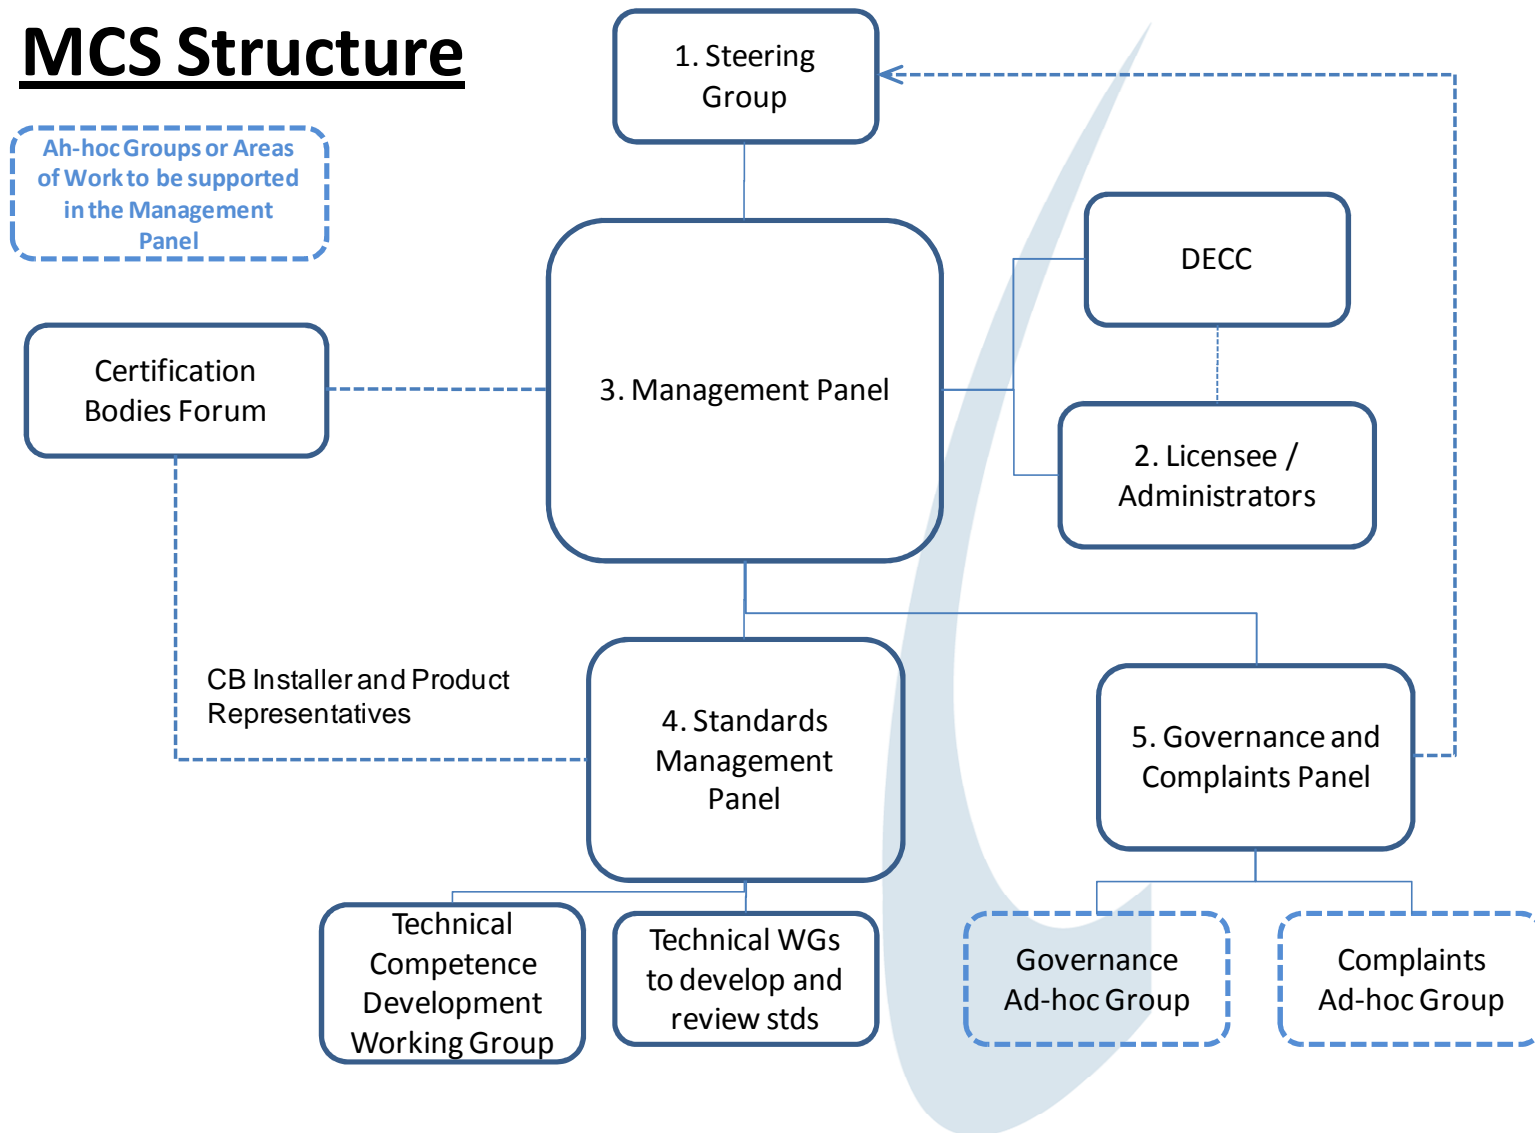 MCS Structure
1. Steering
Group
Ah-hoc Groups or Areas
of Work to be supported
in the Management
Panel
DECC
Certification
Bodies Forum
3. Management Panel
2. Licensee /
Administrators
CB Installer and Product
Representatives
4. Standards
Management
Panel
5. Governance and
Complaints Panel
Technical
Competence
Development
Working Group
Technical WGs
to develop and
review stds
Governance
Ad-hoc Group
Complaints
Ad-hoc Group